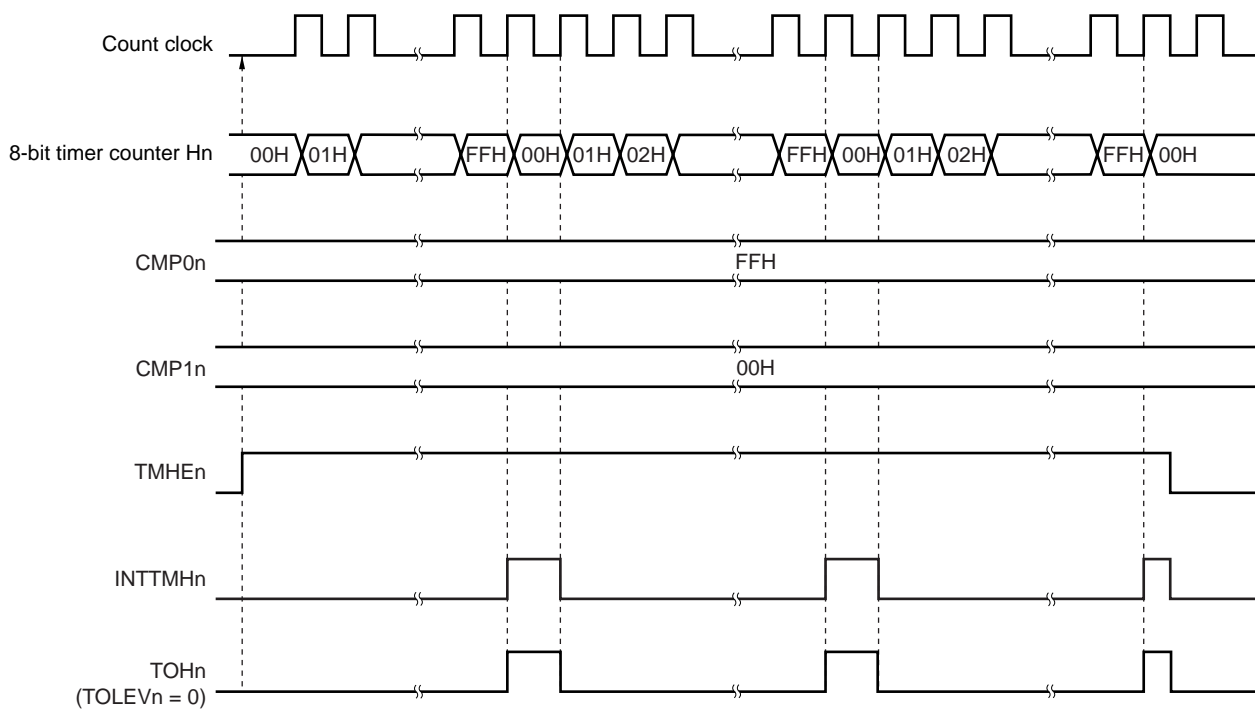 Count clock
8-bit timer counter Hn 00H 01H FFH 00H 01H 02H FFH 00H 01H 02H FFH 00H
CMP0n FFH
CMP1n 00H
TMHEn
INTTMHn
TOHn
(TOLEVn = 0)